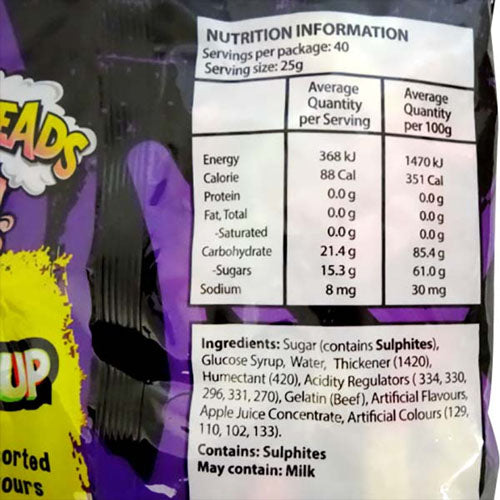 NUTRITION INFORMATION
Servings per package: 40
Serving size: 25g
Average Quantity per Serving Average Quantity per 100g
Energy 368 kJ 1470 kJ
Calorie 88 Cal 351 Cal
Protein 0.0 g 0.0 g
Fat, Total 0.0 g 0.0 g
-Saturated 0.0 g 0.0 g
Carbohydrate 21.4 g 85.4 g
-Sugars 15.3 g 61.0 g
Sodium 8 mg 30 mg
Ingredients: Sugar (contains Sulphites),
Glucose Syrup, Water, Thickener (1420),
Humectant (420), Acidity Regulators ( 334, 330,
296, 331, 270), Gelatin (Beef), Artificial Flavours,
Apple Juice Concentrate, Artificial Colours (129,
110, 102, 133).
Contains: Sulphites
May contain: Milk
EADS
UP
orted
ours